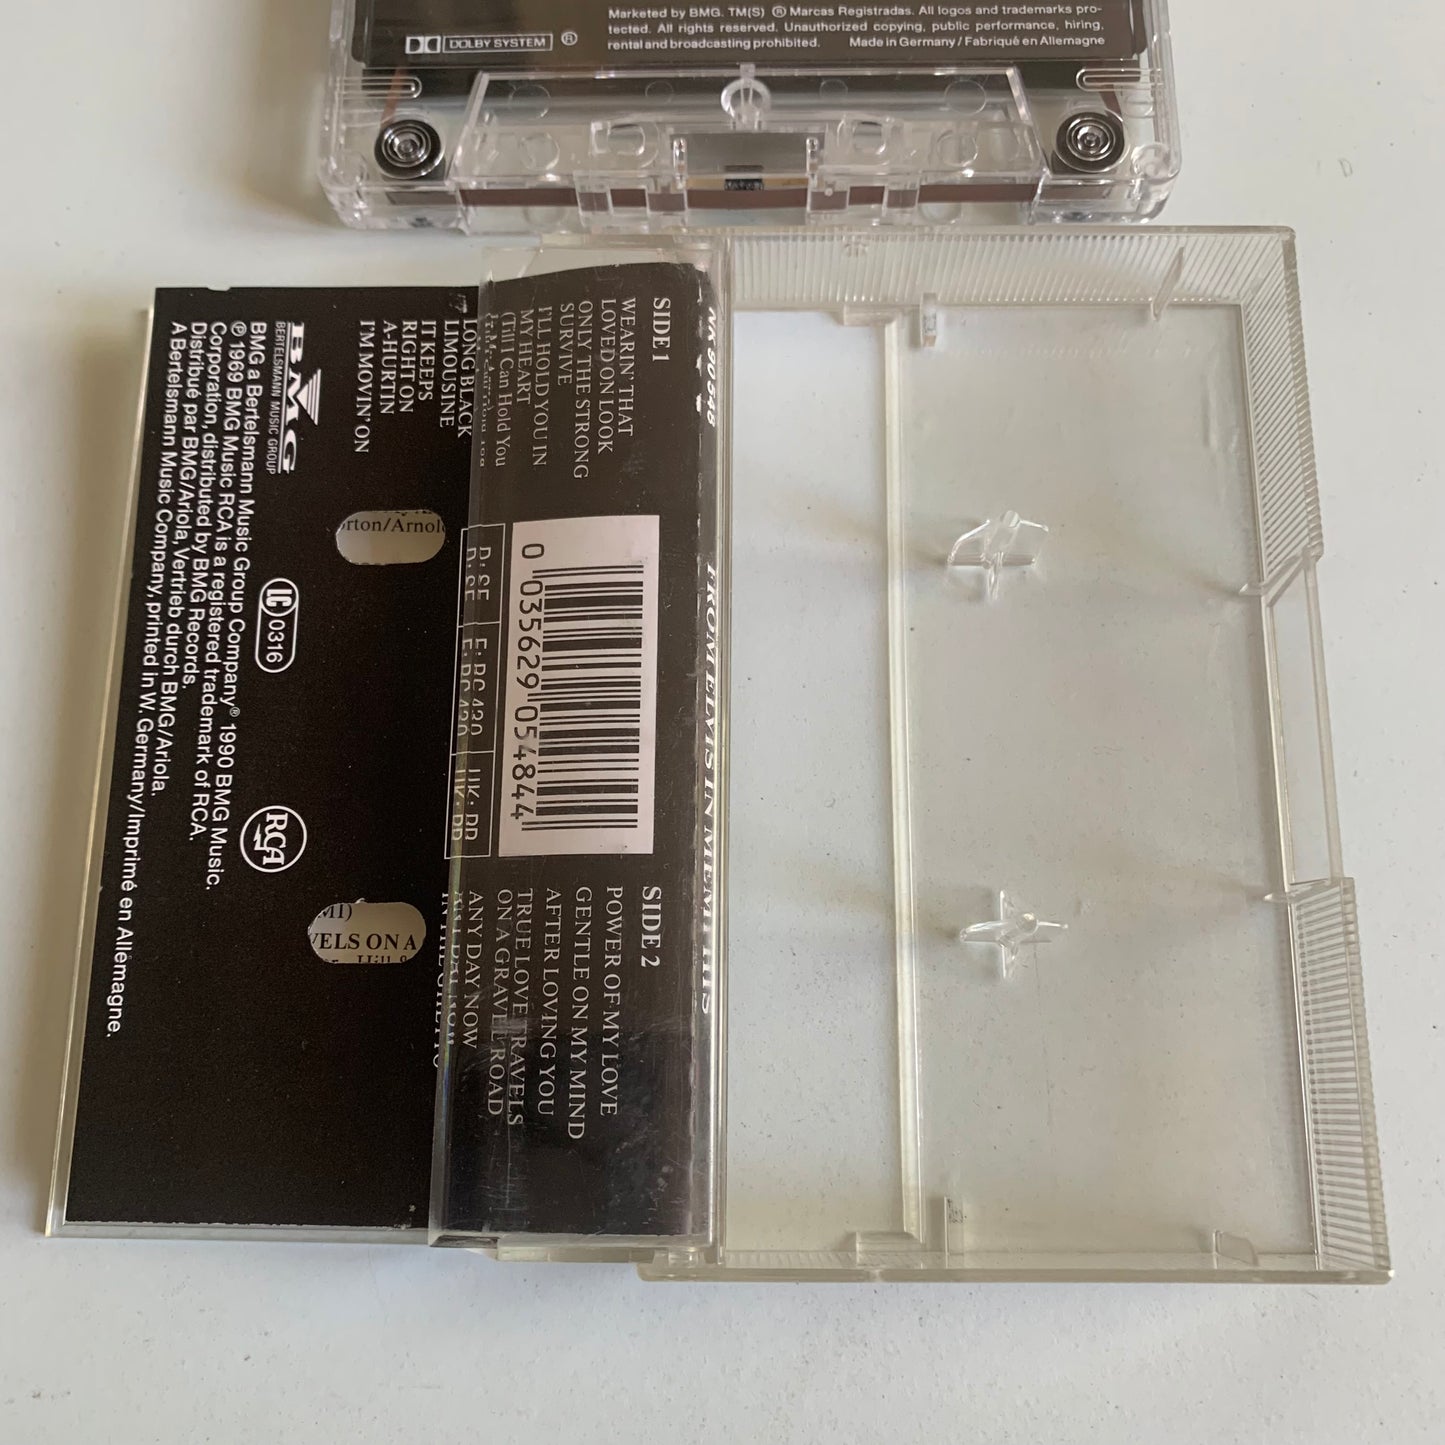 Marketed by BMG. TM(S) ® Marcas Registradas. All logos and trademarks pro-
tected. All rights reserved. Unauthorized copying, public performance, hiring,
rental and broadcasting prohibited. Made in Germany / Fabriqué en Allemagne
DOLBY SYSTEM ®
NK 90548
FROM ELVIS IN MEMPHIS
SIDE 1
WEARIN' THAT
LOVED ON LOOK
ONLY THE STRONG
SURVIVE
I'LL HOLD YOU IN
MY HEART
(Till I Can Hold You
LONG BLACK
LIMOUSINE
IT KEEPS
RIGHT ON
A-HURTIN
I'M MOVIN' ON
0 035629 054844
SIDE 2
POWER OF MY LOVE
GENTLE ON MY MIND
AFTER LOVING YOU
TRUE LOVE TRAVELS
ON A GRAVEL ROAD
ANY DAY NOW
IN THE GHETTO
BMG
BERTELSMANN MUSIC GROUP
LC 0316
RCA
BMG a Bertelsmann Music Group Company® 1990 BMG Music.
℗ 1969 BMG Music RCA is a registered trademark of RCA
Corporation, distributed by BMG Records.
Distribué par BMG/Ariola, Vertrieb durch BMG/Ariola.
A Bertelsmann Music Company, printed in W. Germany/Imprimé en Allemagne.